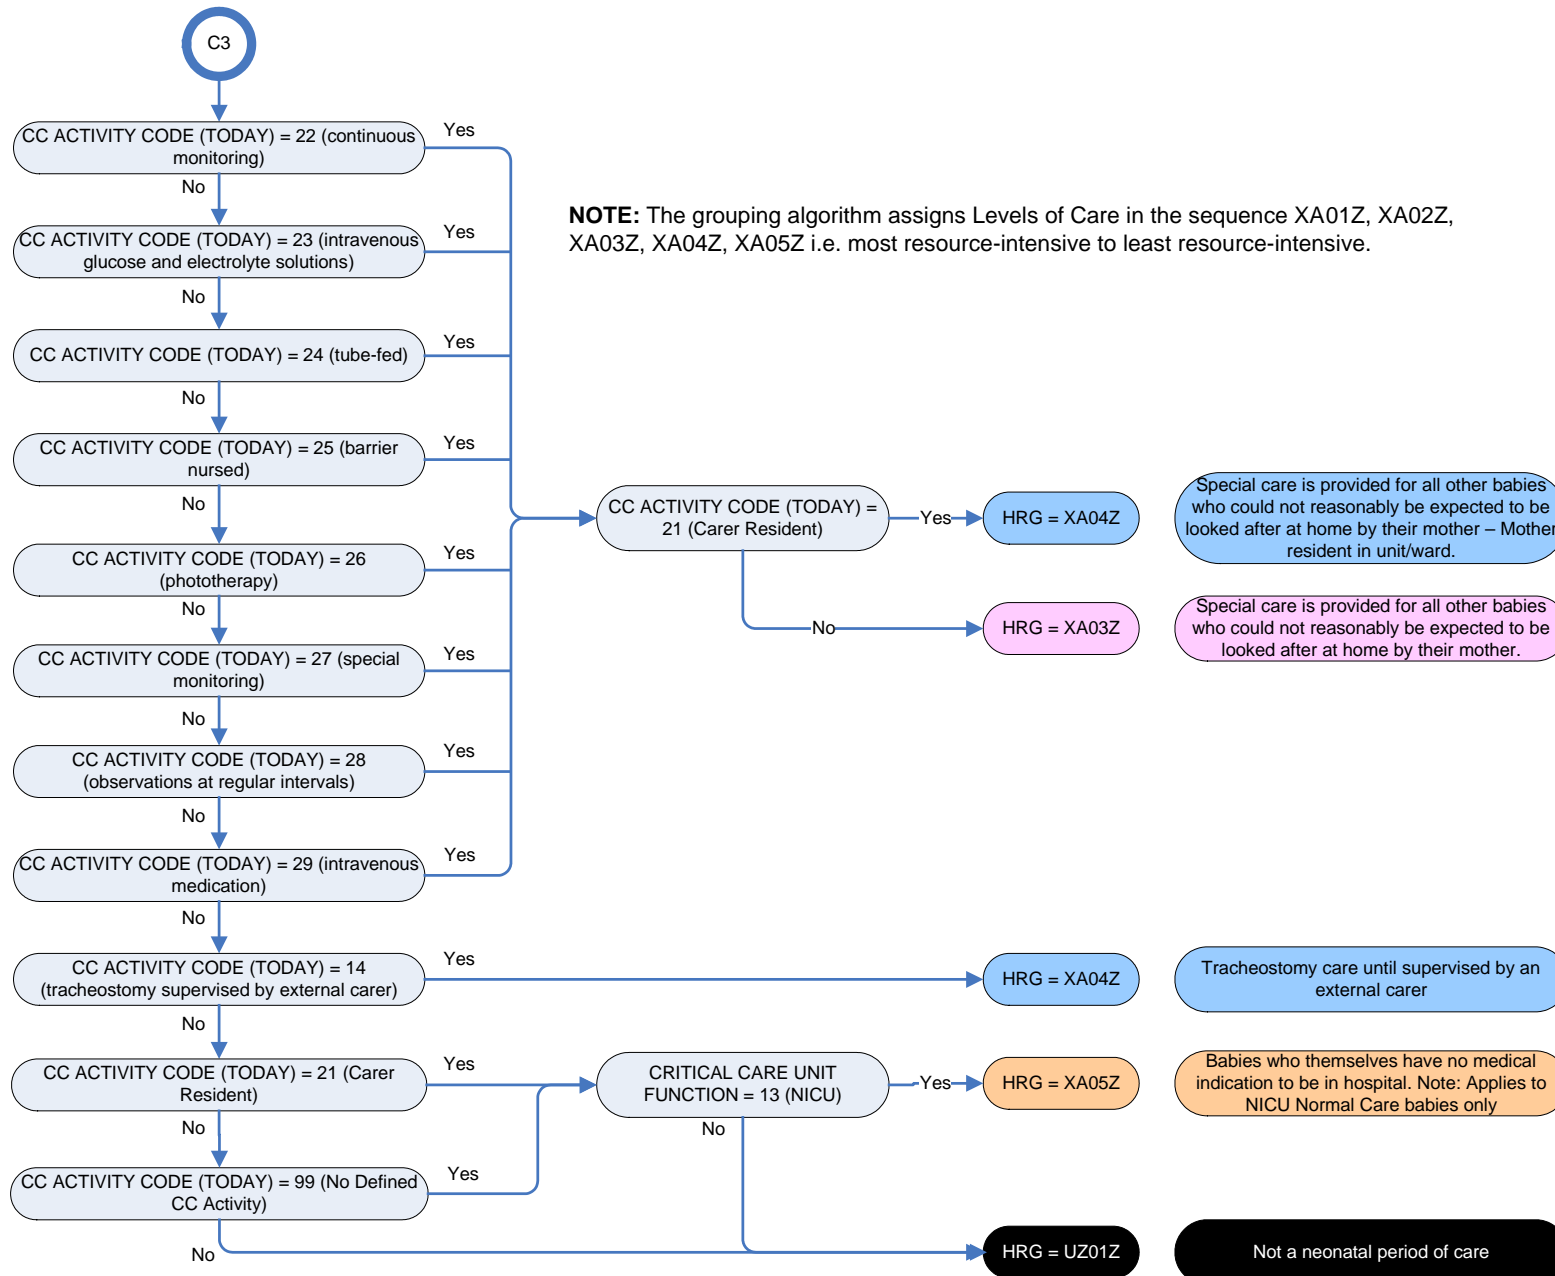 C3
CC ACTIVITY CODE (TODAY) = 22 (continuous
monitoring)
Yes
No
NOTE: The grouping algorithm assigns Levels of Care in the sequence XA01Z, XA02Z,
XA03Z, XA04Z, XA05Z i.e. most resource-intensive to least resource-intensive.
CC ACTIVITY CODE (TODAY) = 23 (intravenous
glucose and electrolyte solutions)
Yes
No
CC ACTIVITY CODE (TODAY) = 24 (tube-fed)
Yes
No
CC ACTIVITY CODE (TODAY) = 25 (barrier
nursed)
Yes
No
CC ACTIVITY CODE (TODAY) =
21 (Carer Resident)
Yes
HRG = XA04Z
Special care is provided for all other babies
who could not reasonably be expected to be
looked after at home by their mother – Mother
resident in unit/ward.
CC ACTIVITY CODE (TODAY) = 26
(phototherapy)
Yes
No
No
HRG = XA03Z
Special care is provided for all other babies
who could not reasonably be expected to be
looked after at home by their mother.
CC ACTIVITY CODE (TODAY) = 27 (special
monitoring)
Yes
No
CC ACTIVITY CODE (TODAY) = 28
(observations at regular intervals)
Yes
No
CC ACTIVITY CODE (TODAY) = 29 (intravenous
medication)
Yes
No
CC ACTIVITY CODE (TODAY) = 14
(tracheostomy supervised by external carer)
Yes
No
HRG = XA04Z
Tracheostomy care until supervised by an
external carer
CC ACTIVITY CODE (TODAY) = 21 (Carer
Resident)
Yes
No
CRITICAL CARE UNIT
FUNCTION = 13 (NICU)
Yes
No
HRG = XA05Z
Babies who themselves have no medical
indication to be in hospital. Note: Applies to
NICU Normal Care babies only
CC ACTIVITY CODE (TODAY) = 99 (No Defined
CC Activity)
Yes
No
HRG = UZ01Z
Not a neonatal period of care